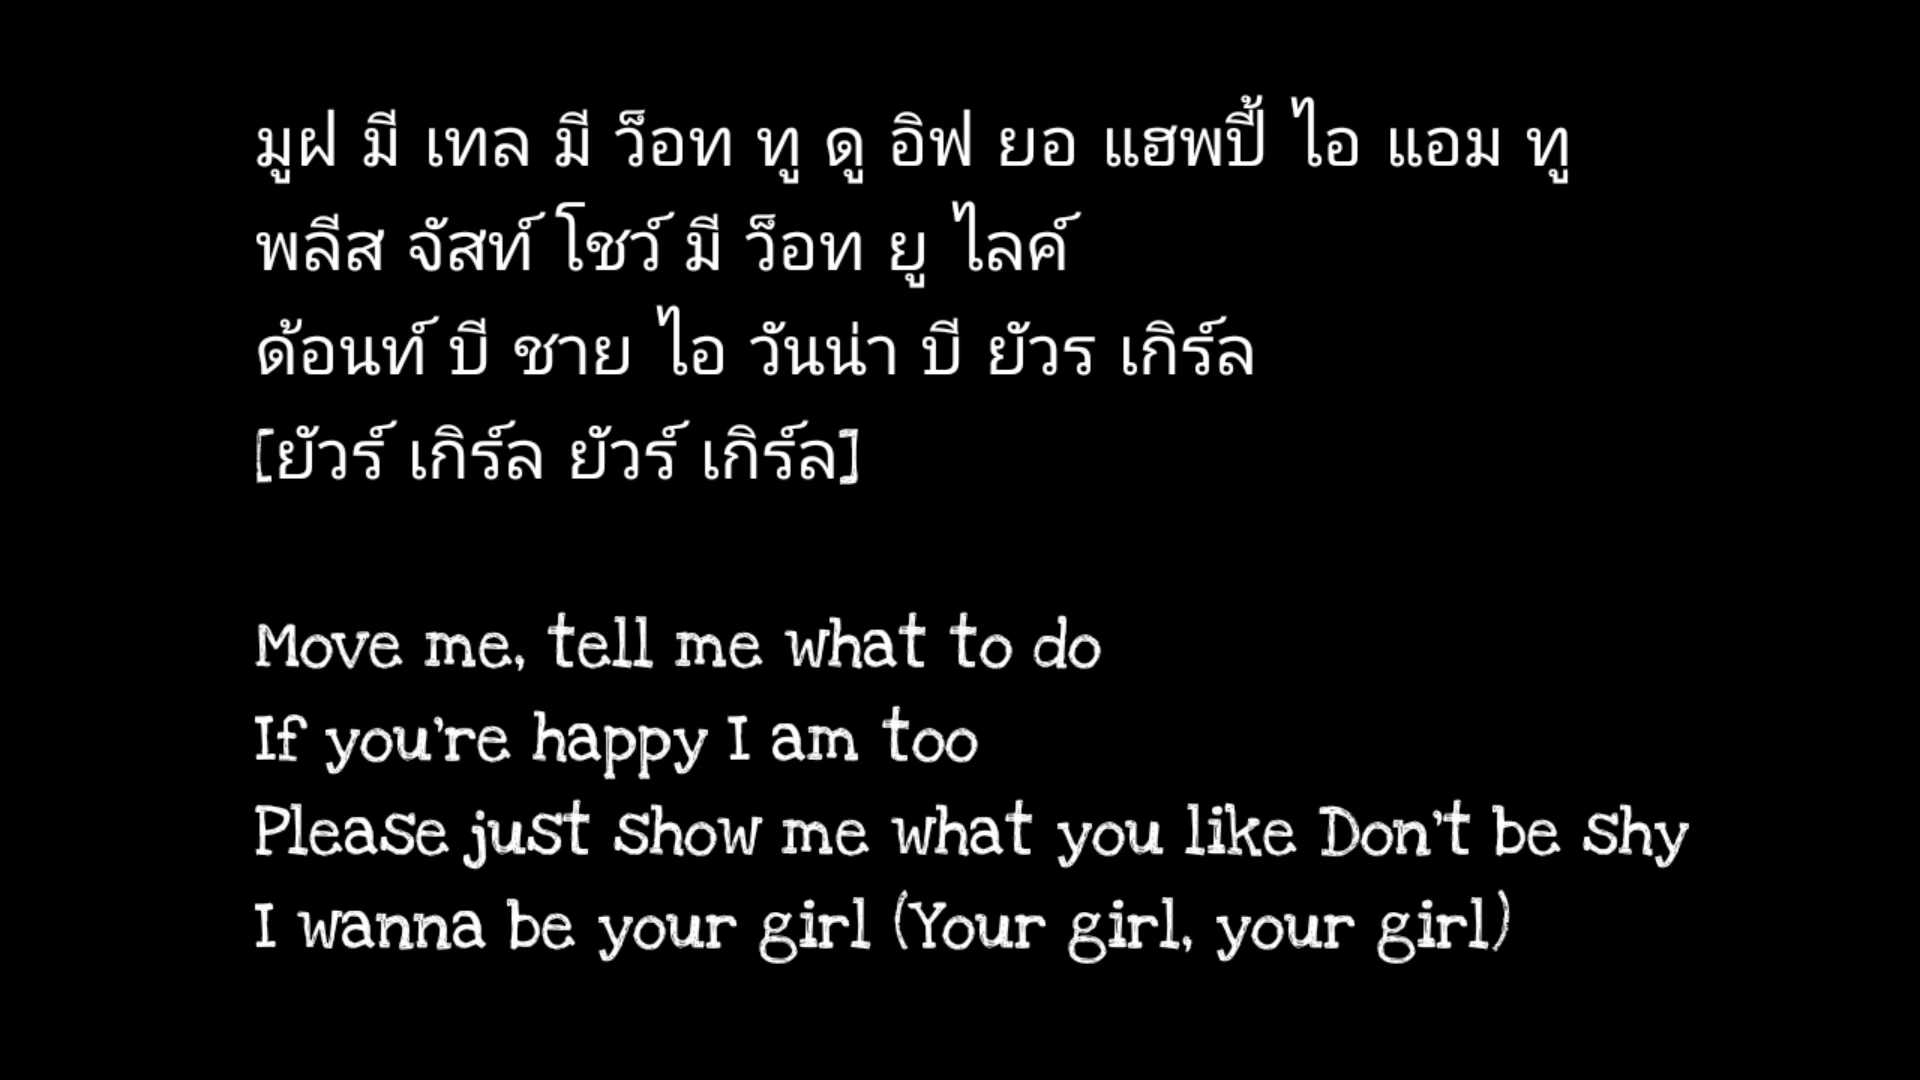 มูฝ มี เทล มี ว็อท ทู ดู อิฟ ยอ แฮพปี้ ไอ แอม ทู
พลีส จัสท์ โชว์ มี ว็อท ยู ไลค์
ด้อนท์ บี ชาย ไอ วันน่า บี ยัวร เกิร์ล
[ยัวร์ เกิร์ล ยัวร์ เกิร์ล]
Move me, tell me what to do
If you're happy I am too
Please just show me what you like Don't be shy
I wanna be your girl (Your girl, your girl)